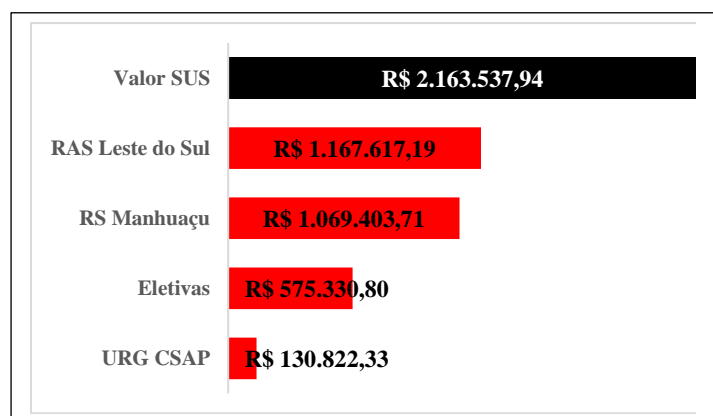 Valor SUS R$ 2.163.537,94
RAS Leste do Sul R$ 1.167.617,19
RS Manhuaçu R$ 1.069.403,71
Eletivas R$ 575.330,80
URG CSAP R$ 130.822,33